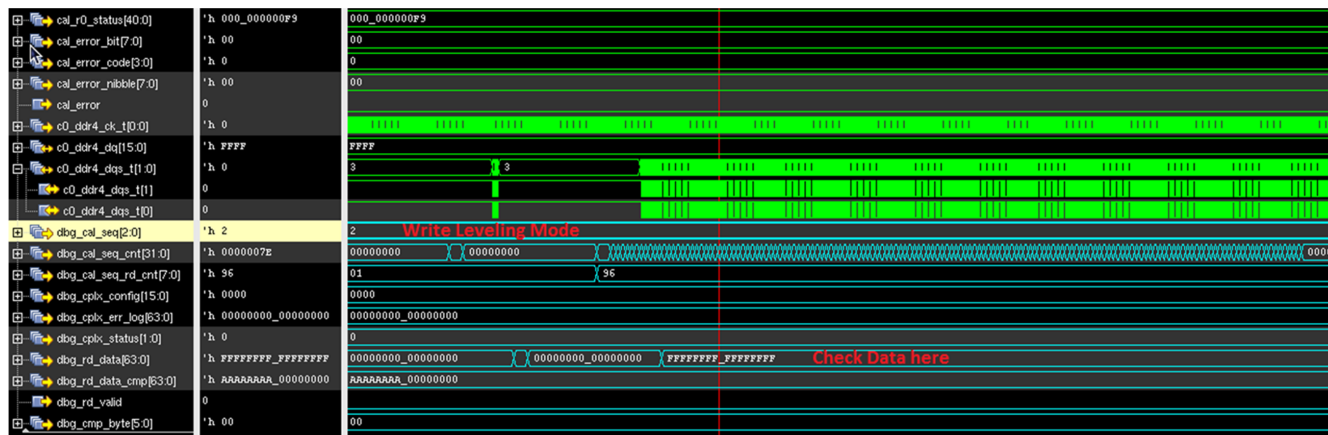 cal_r0_status[40:0] 'h 000_000000F9 000_000000F9
cal_error_bit[7:0] 'h 00 00
cal_error_code[3:0] 'h 0 0
cal_error_nibble[7:0] 'h 00 00
cal_error 0
c0_ddr4_ck_t[0:0] 'h 0
c0_ddr4_dq[15:0] 'h FFFF FFFF
c0_ddr4_dqs_t[1:0] 'h 0 3 3
c0_ddr4_dqs_t[1] 0
c0_ddr4_dqs_t[0] 0
dbg_cal_seq[2:0] 'h 2 2 Write Leveling Mode
dbg_cal_seq_cnt[31:0] 'h 0000007E 00000000 00000000 000
dbg_cal_seq_rd_cnt[7:0] 'h 96 01 96
dbg_cplx_config[15:0] 'h 0000 0000
dbg_cplx_err_log[63:0] 'h 00000000_00000000 00000000_00000000
dbg_cplx_status[1:0] 'h 0 0
dbg_rd_data[63:0] 'h FFFFFFFF_FFFFFFFF 00000000_00000000 00000000_00000000 FFFFFFFF_FFFFFFFF Check Data here
dbg_rd_data_cmp[63:0] 'h AAAAAAAA_00000000 AAAAAAAA_00000000
dbg_rd_valid 0
dbg_cmp_byte[5:0] 'h 00 00